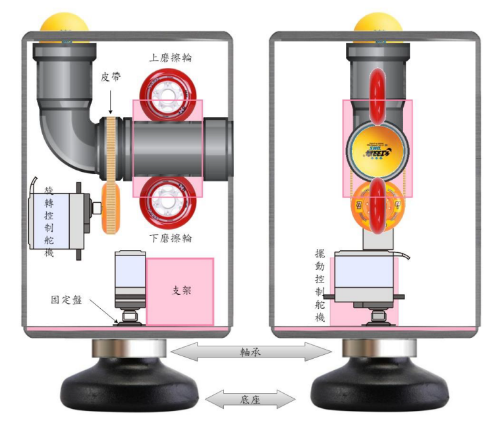 上磨擦輪
皮帶
旋轉控制舵機
下磨擦輪
固定盤
支架
擺動控制舵機
軸承
底座